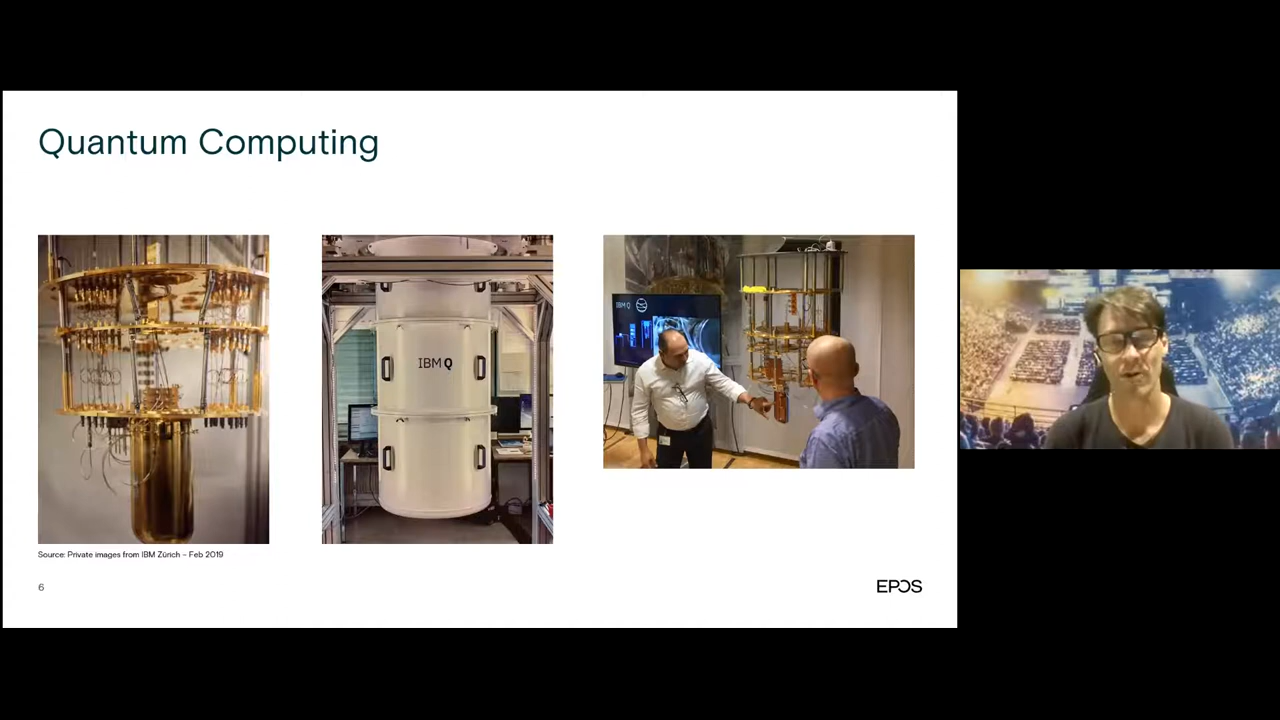 Quantum Computing
IBM Q
IBM Q
Source: Private images from IBM Zürich – Feb 2019
6
EPOS